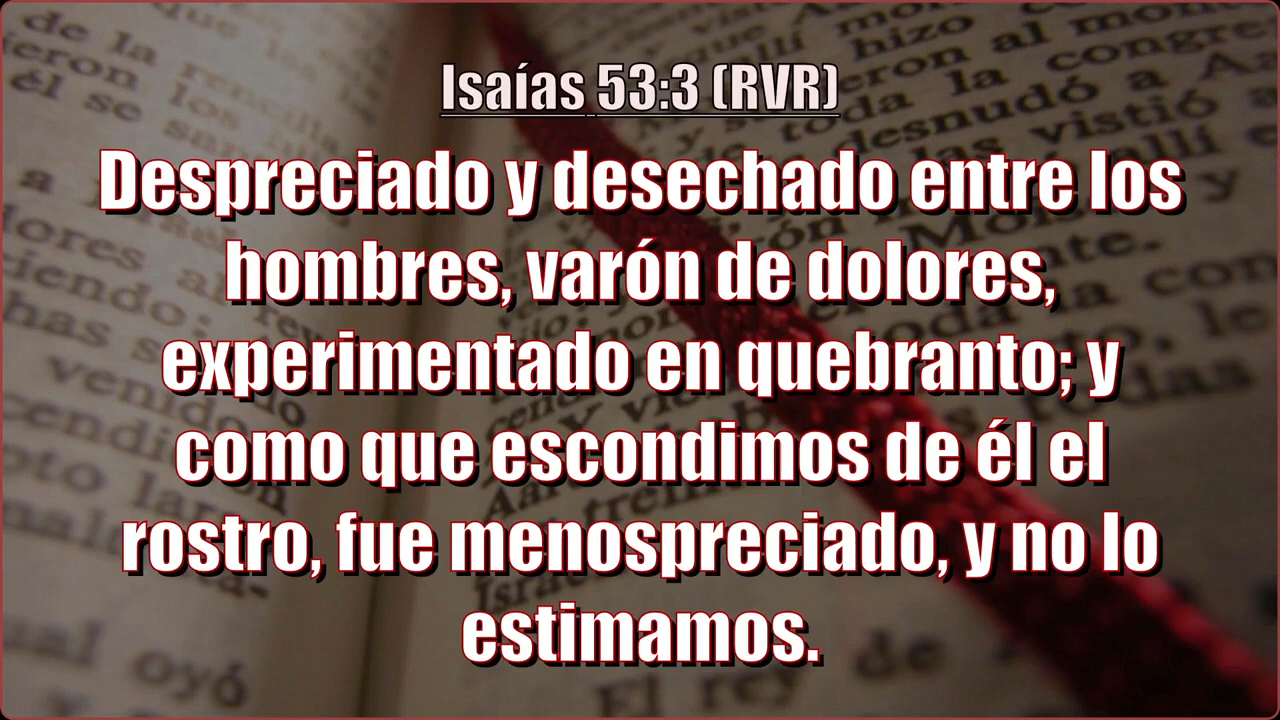 Isaías 53:3 (RVR)
Despreciado y desechado entre los
hombres, varón de dolores,
experimentado en quebranto; y
como que escondimos de él el
rostro, fue menospreciado, y no lo
estimamos.